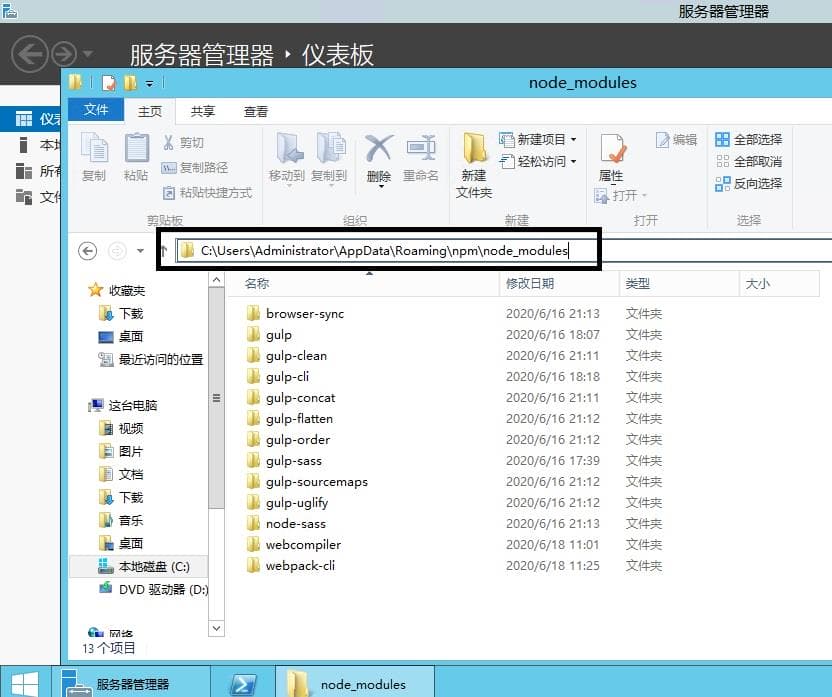 服务器管理器
服务器管理器 · 仪表板
node_modules
文件 主页 共享 查看
复制
粘贴
剪切
复制路径
粘贴快捷方式
剪贴板
移动到
复制到
删除
重命名
组织
新建
文件夹
新建项目
轻松访问
新建
属性
打开
编辑
打开
全部选择
全部取消
反向选择
选择
仪表
本地
所有
文件
C:\Users\Administrator\AppData\Roaming\npm\node_modules
名称 修改日期 类型 大小
收藏夹
下载
桌面
最近访问的位置
这台电脑
视频
图片
文档
下载
音乐
桌面
本地磁盘 (C:)
DVD 驱动器 (D:)
网络
browser-sync 2020/6/16 21:13 文件夹
gulp 2020/6/16 18:07 文件夹
gulp-clean 2020/6/16 21:11 文件夹
gulp-cli 2020/6/16 18:18 文件夹
gulp-concat 2020/6/16 21:11 文件夹
gulp-flatten 2020/6/16 21:12 文件夹
gulp-order 2020/6/16 21:12 文件夹
gulp-sass 2020/6/16 17:39 文件夹
gulp-sourcemaps 2020/6/16 21:12 文件夹
gulp-uglify 2020/6/16 21:12 文件夹
node-sass 2020/6/16 21:13 文件夹
webcompiler 2020/6/18 11:01 文件夹
webpack-cli 2020/6/18 11:25 文件夹
13 个项目
服务器管理器
node_modules